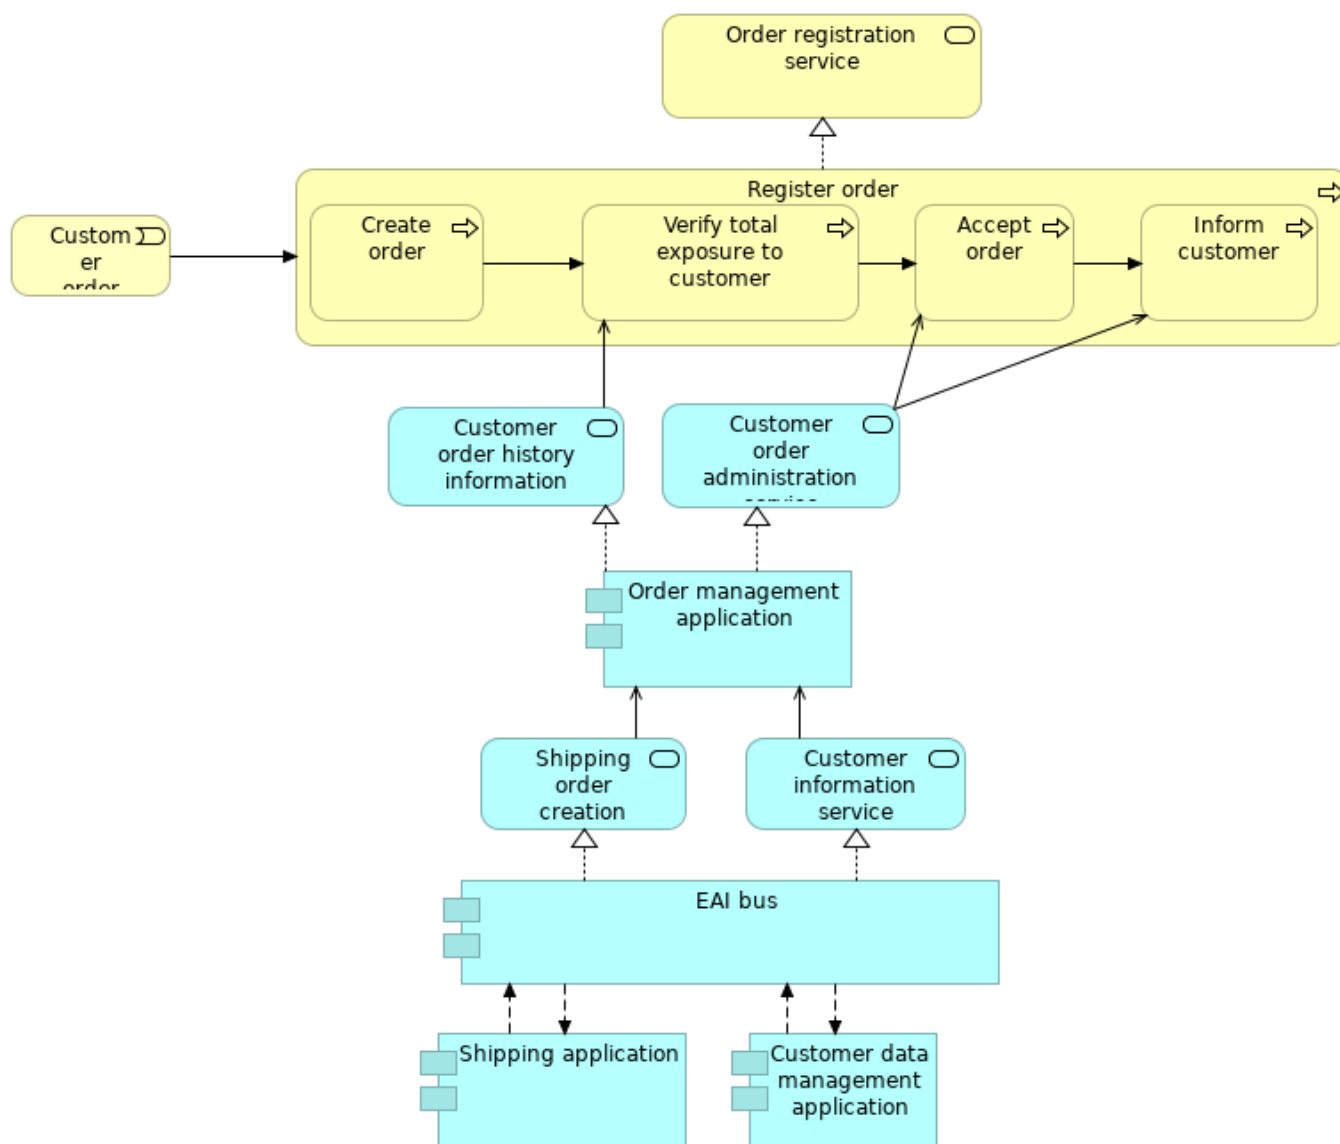 Order registration
service
Register order
Custom
er
order
Create
order
Verify total
exposure to
customer
Accept
order
Inform
customer
Customer
order history
information
Customer
order
administration
service
Order management
application
Shipping
order
creation
Customer
information
service
EAI bus
Shipping application
Customer data
management
application